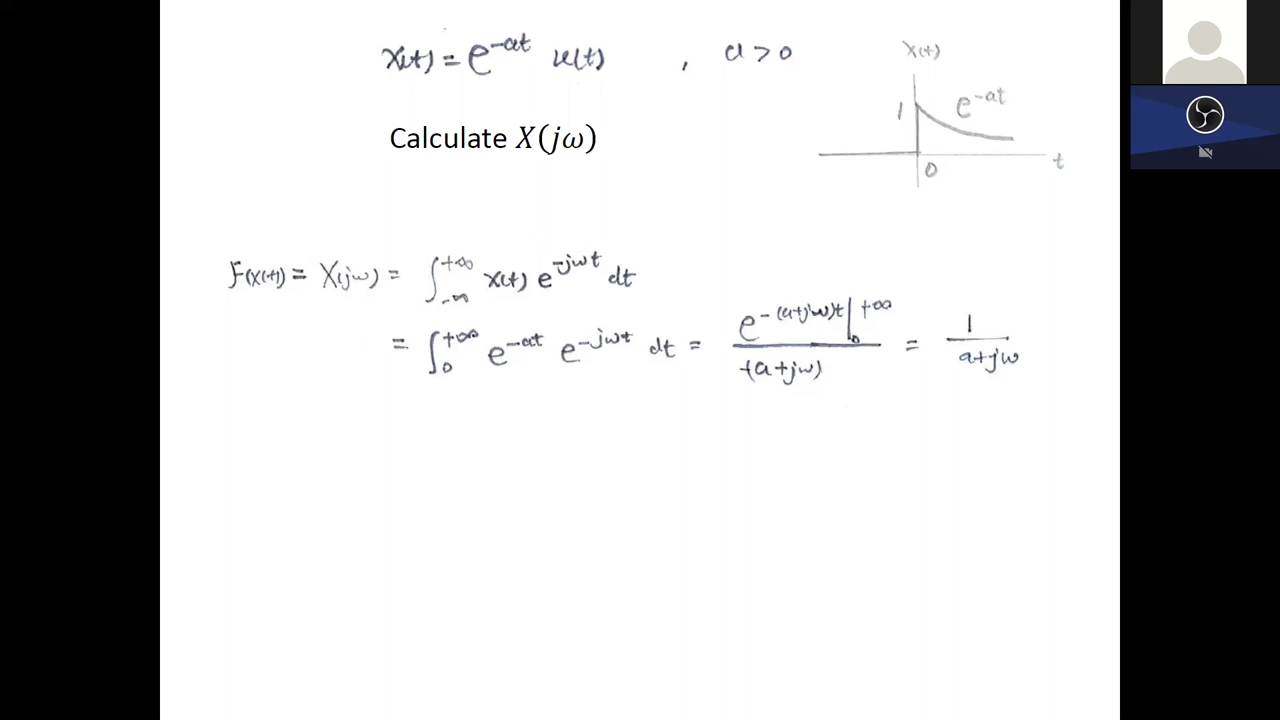 x(t) = e^{-at} u(t) , a > 0
x(t)
1
e^{-at}
0
t
Calculate X(jω)
F(x(t)) = X(jω) = ∫_{-∞}^{+∞} x(t) e^{-jωt} dt
= ∫_0^{+∞} e^{-at} e^{-jωt} dt = e^{-(a+jω)t} |_0^{+∞} / -(a+jω) = 1 / a+jω